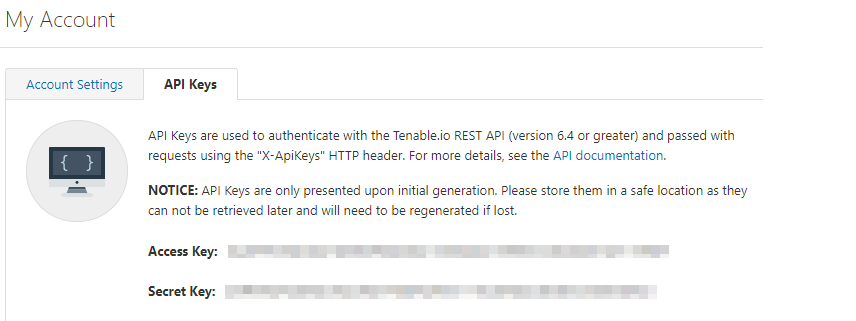 My Account
Account Settings
API Keys
{ }
API Keys are used to authenticate with the Tenable.io REST API (version 6.4 or greater) and passed with
requests using the "X-ApiKeys" HTTP header. For more details, see the API documentation.
NOTICE: API Keys are only presented upon initial generation. Please store them in a safe location as they
can not be retrieved later and will need to be regenerated if lost.
Access Key:
Secret Key: